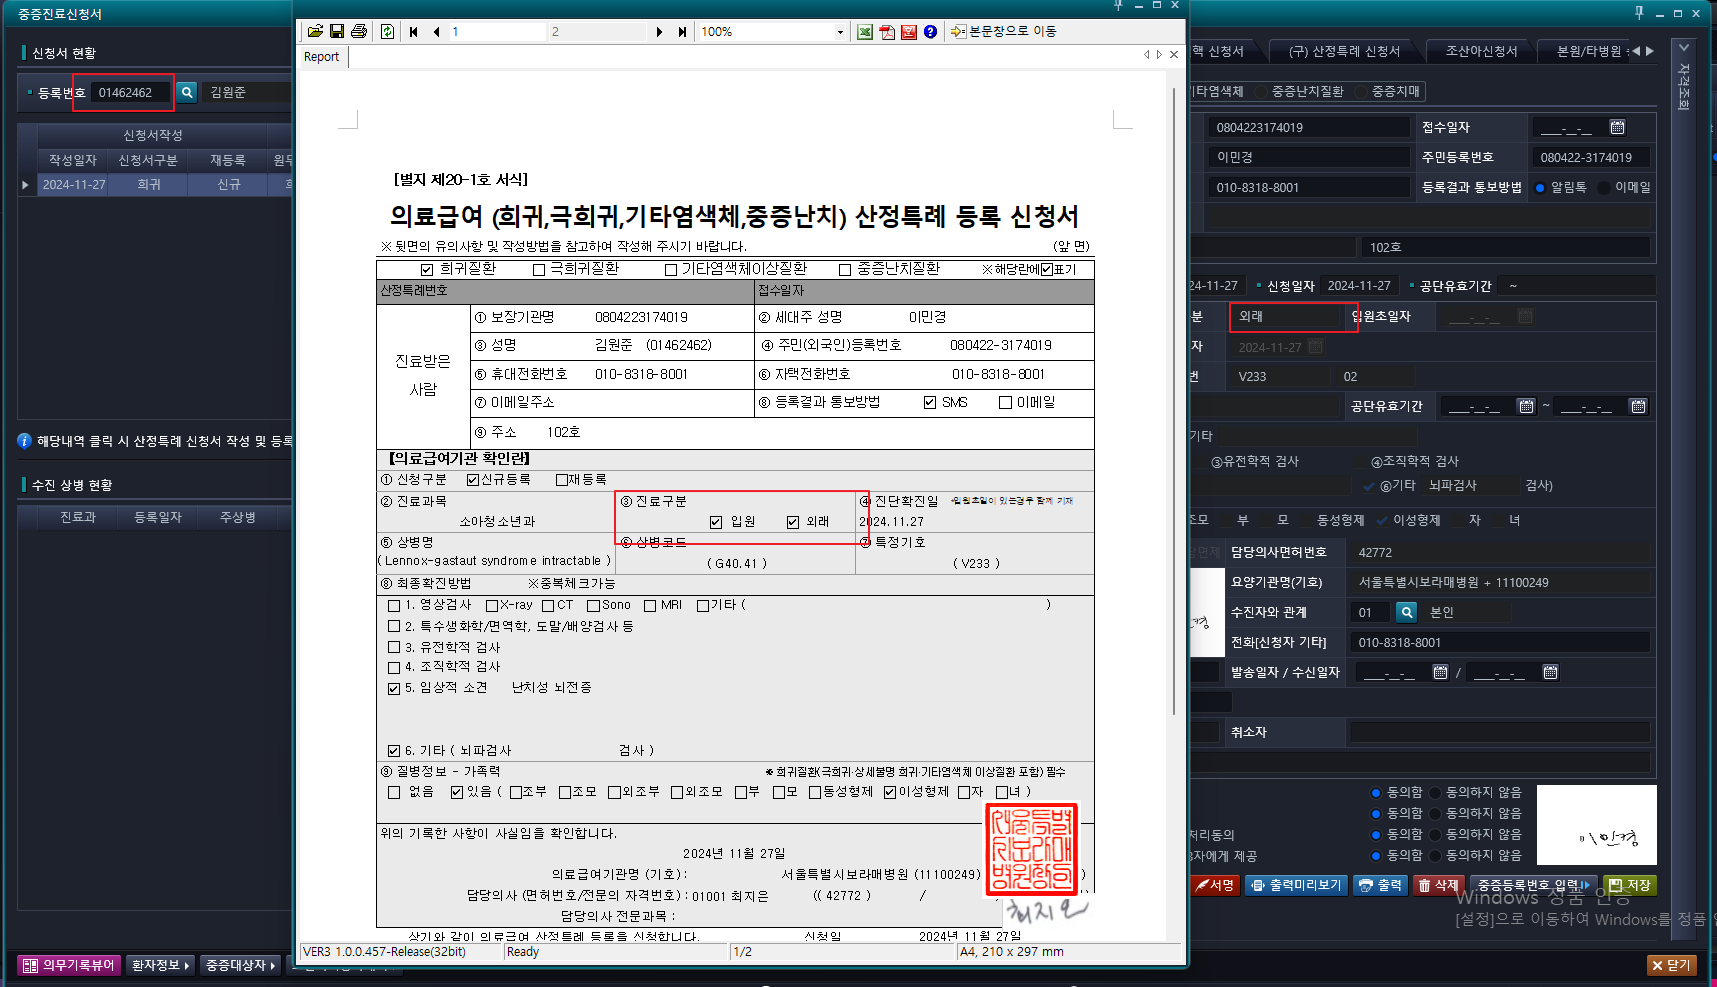 중증진료신청서
신청서 현황
등록번호 01462462 김원준
신청서작성
작성일자 신청서구분 재등록 원무
2024-11-27 희귀 신규
해당내역 클릭 시 산정특례 신청서 작성 및 등록
수진 상병 현황
진료과 등록일자 주상병
의무기록뷰어 환자정보 중증대상자
1 2 100% 본문창으로 이동
Report
[별지 제20-1호 서식]
의료급여 (희귀,극희귀,기타염색체,중증난치) 산정특례 등록 신청서
※ 뒷면의 유의사항 및 작성방법을 참고하여 작성해 주시기 바랍니다. (앞 면)
희귀질환 극희귀질환 기타염색체이상질환 중증난치질환 ※해당란에 표기
산정특례번호 접수일자
진료받은 사람
① 보장기관명 0804223174019 ② 세대주 성명 이민경
③ 성명 김원준 (01462462) ④ 주민(외국인)등록번호 080422-3174019
⑤ 휴대전화번호 010-8318-8001 ⑥ 자택전화번호 010-8318-8001
⑦ 이메일주소 ⑧ 등록결과 통보방법 SMS 이메일
⑨ 주소 102호
【의료급여기관 확인란】
① 신청구분 신규등록 재등록
② 진료과목 ③ 진료구분 ④ 진단확진일 *입원초일이 있는경우 함께 기재
소아청소년과 입원 외래 2024.11.27
⑤ 상병명 ⑥ 상병코드 ⑦ 특정기호
( Lennox-gastaut syndrome intractable ) ( G40.41 ) ( V233 )
⑧ 최종확진방법 ※중복체크가능
1. 영상검사 X-ray CT Sono MRI 기타 ( )
2. 특수생화학/면역학, 도말/배양검사 등
3. 유전학적 검사
4. 조직학적 검사
5. 임상적 소견 난치성 뇌전증
6. 기타 ( 뇌파검사 검사 )
⑨ 질병정보 - 가족력 ※ 희귀질환(극희귀·상세불명 희귀·기타염색체 이상질환 포함) 필수
없음 있음 ( 조부 조모 외조부 외조모 부 모 동성형제 이성형제 자 녀 )
위의 기록한 사항이 사실임을 확인합니다.
2024년 11월 27일
의료급여기관명 (기호): 서울특별시보라매병원 (11100249)
담당의사 (면허번호/전문의 자격번호) : 01001 최지은 (( 42772 ) / )
담당의사 전문과목 :
최지은
상기와 같이 의료급여 산정특례 등록을 신청합니다. 신청일 2024년 11월 27일
VER3 1.0.0.457-Release(32bit) Ready 1/2 A4, 210 x 297 mm
핵 신청서 (구) 산정특례 신청서 조산아신청서 본원/타병원
자격조회
기타염색체 중증난치질환 중증치매
0804223174019 접수일자 ____-__-__
이민경 주민등록번호 080422-3174019
010-8318-8001 등록결과 통보방법 알림톡 이메일
102호
24-11-27 신청일자 2024-11-27 공단유효기간 ~
분 외래 입원초일자 ____-__-__
자 2024-11-27
번 V233 02
공단유효기간 ____-__-__ ~ ____-__-__
기타
③유전학적 검사 ④조직학적 검사
⑥기타 뇌파검사 검사)
조모 부 모 동성형제 이성형제 자 녀
담당의사면허번호 42772
요양기관명(기호) 서울특별시보라매병원 + 11100249
수진자와 관계 01 본인
전화[신청자 기타] 010-8318-8001
발송일자 / 수신일자 ____-__-__ / ____-__-__
취소자
동의함 동의하지 않음
동의함 동의하지 않음
처리동의 동의함 동의하지 않음
3자에게 제공 동의함 동의하지 않음
이민경
서명 출력미리보기 출력 삭제 중증등록번호 입력 저장
Windows 정품 인증
[설정]으로 이동하여 Windows를 정품 인
닫기